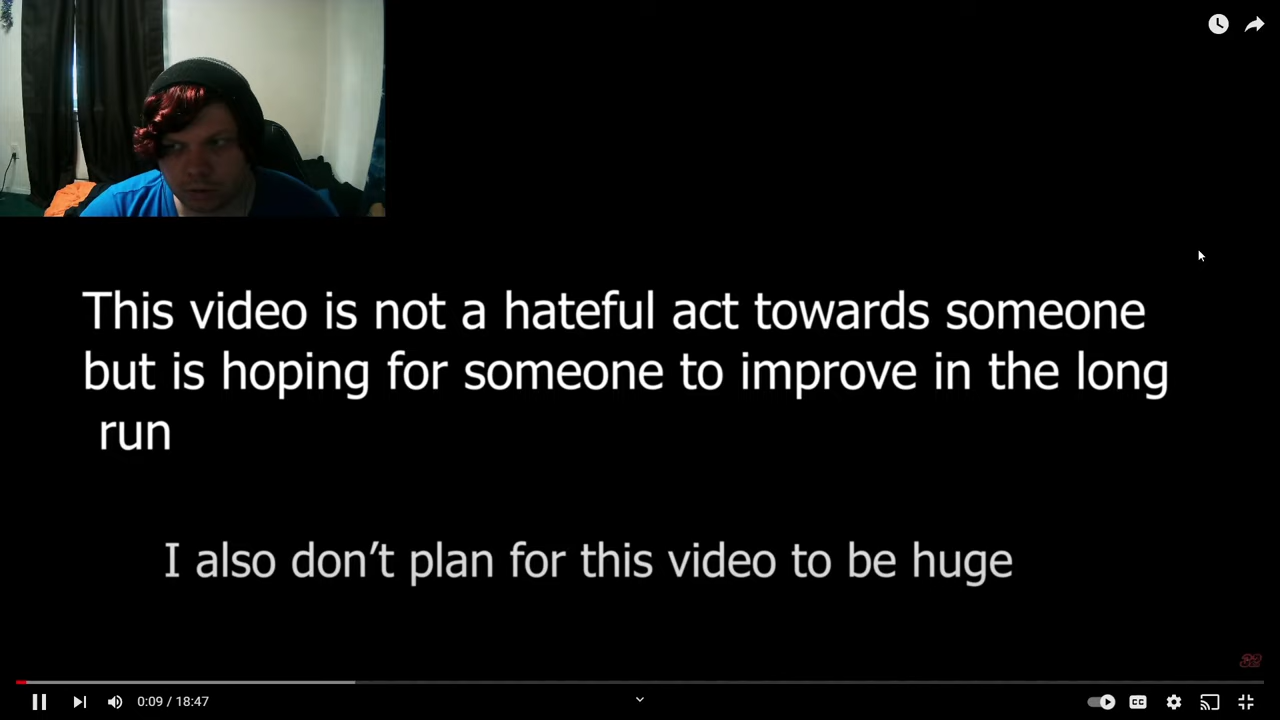 This video is not a hateful act towards someone
but is hoping for someone to improve in the long
run
I also don’t plan for this video to be huge
0:09 / 18:47
CC